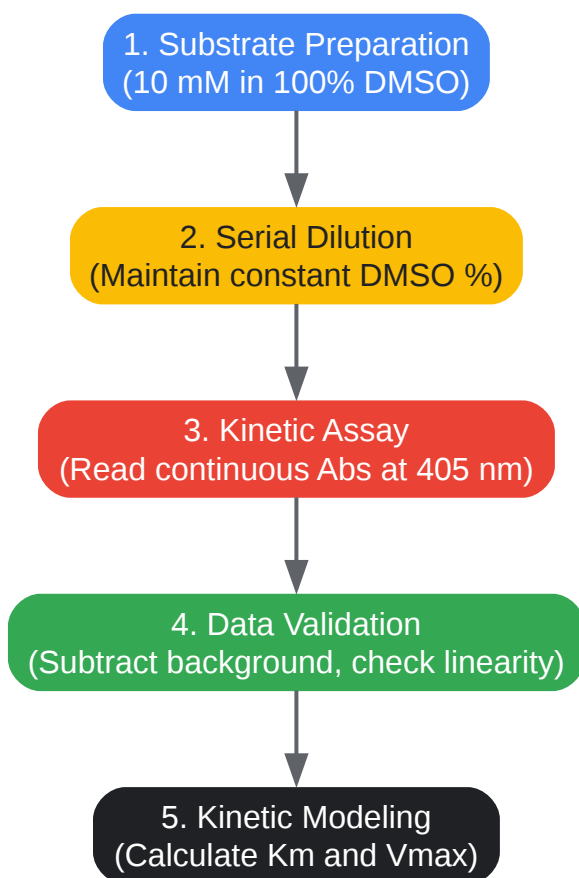 1. Substrate Preparation
(10 mM in 100% DMSO)
2. Serial Dilution
(Maintain constant DMSO %)
3. Kinetic Assay
(Read continuous Abs at 405 nm)
4. Data Validation
(Subtract background, check linearity)
5. Kinetic Modeling
(Calculate Km and Vmax)